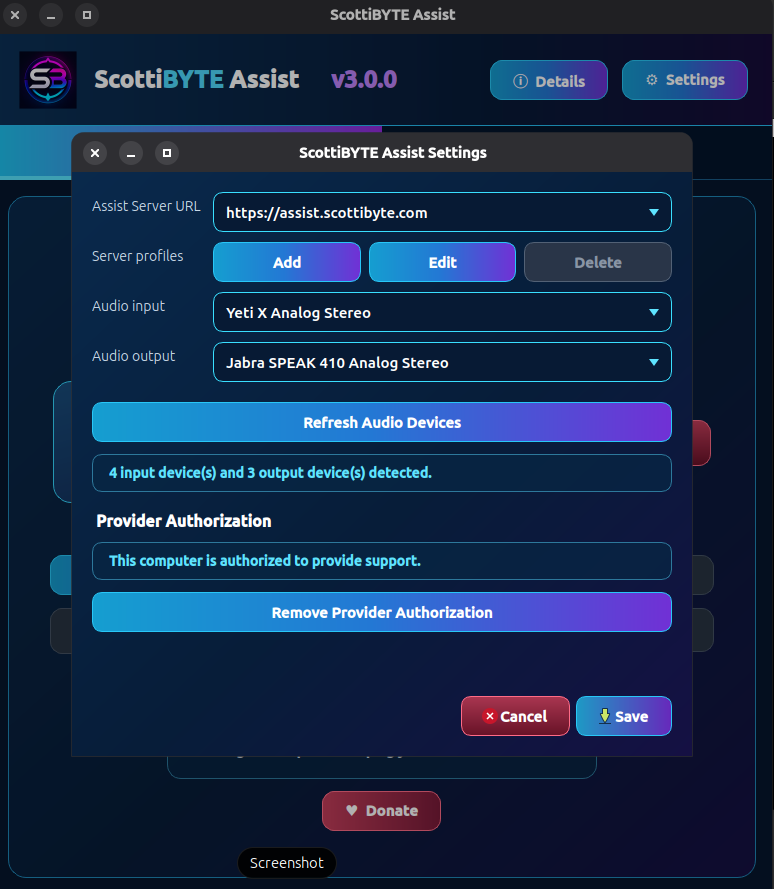 ScottiBYTE Assist
SB
ScottiBYTE Assist v3.0.0
Details
Settings
ScottiBYTE Assist Settings
Assist Server URL
https://assist.scottibyte.com
Server profiles
Add
Edit
Delete
Audio input
Yeti X Analog Stereo
Audio output
Jabra SPEAK 410 Analog Stereo
Refresh Audio Devices
4 input device(s) and 3 output device(s) detected.
Provider Authorization
This computer is authorized to provide support.
Remove Provider Authorization
Cancel
Save
Donate
Screenshot